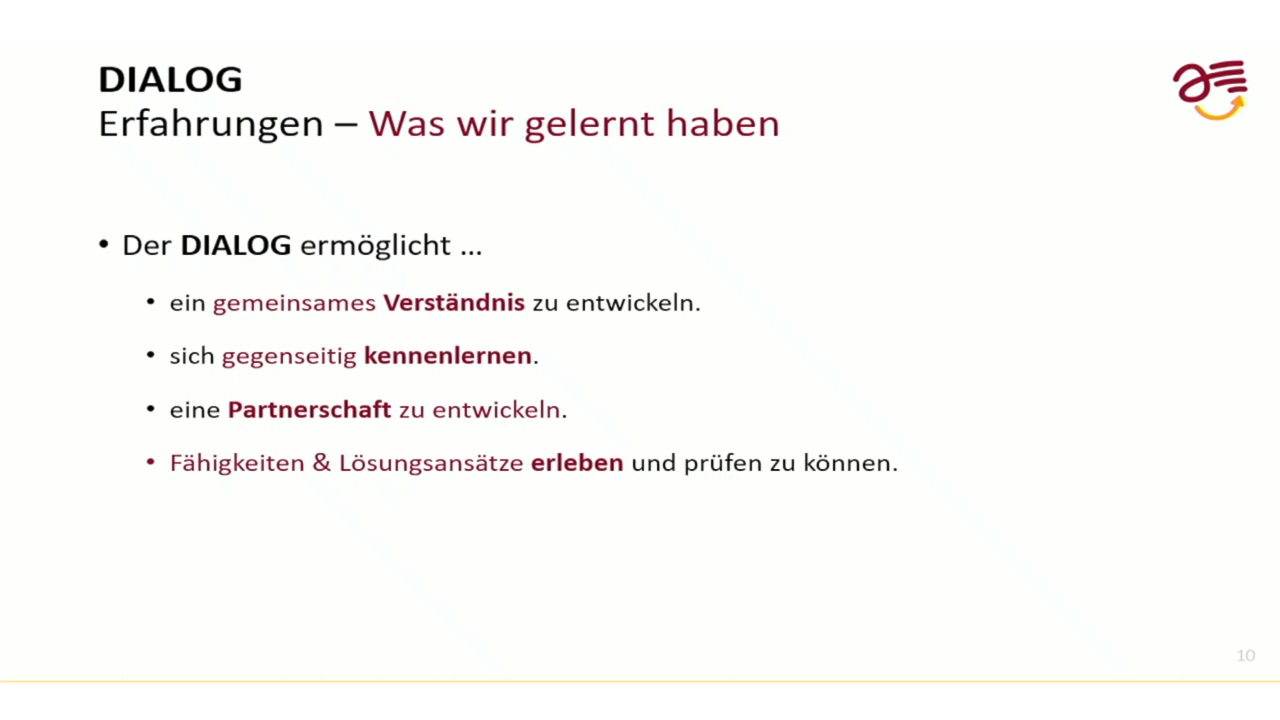 DIALOG
Erfahrungen – Was wir gelernt haben
• Der DIALOG ermöglicht ...
• ein gemeinsames Verständnis zu entwickeln.
• sich gegenseitig kennenlernen.
• eine Partnerschaft zu entwickeln.
• Fähigkeiten & Lösungsansätze erleben und prüfen zu können.
10